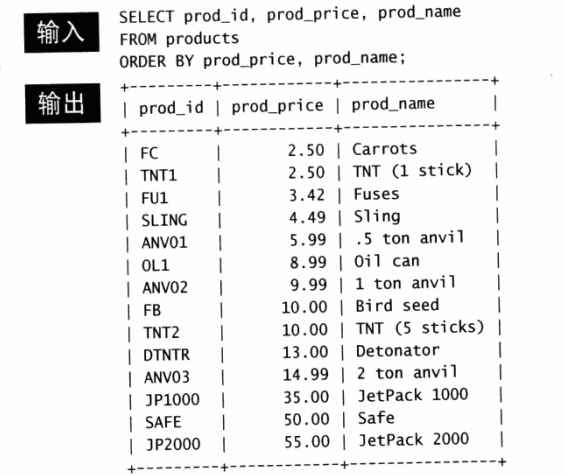 输入
SELECT prod_id, prod_price, prod_name
FROM products
ORDER BY prod_price, prod_name;
输出
+---------+------------+----------------+
| prod_id | prod_price | prod_name      |
+---------+------------+----------------+
| FC      |       2.50 | Carrots        |
| TNT1    |       2.50 | TNT (1 stick)  |
| FU1     |       3.42 | Fuses          |
| SLING   |       4.49 | Sling          |
| ANV01   |       5.99 | .5 ton anvil   |
| OL1     |       8.99 | Oil can        |
| ANV02   |       9.99 | 1 ton anvil    |
| FB      |      10.00 | Bird seed      |
| TNT2    |      10.00 | TNT (5 sticks) |
| DTNTR   |      13.00 | Detonator      |
| ANV03   |      14.99 | 2 ton anvil    |
| JP1000  |      35.00 | JetPack 1000   |
| SAFE    |      50.00 | Safe           |
| JP2000  |      55.00 | JetPack 2000   |
+---------+------------+----------------+